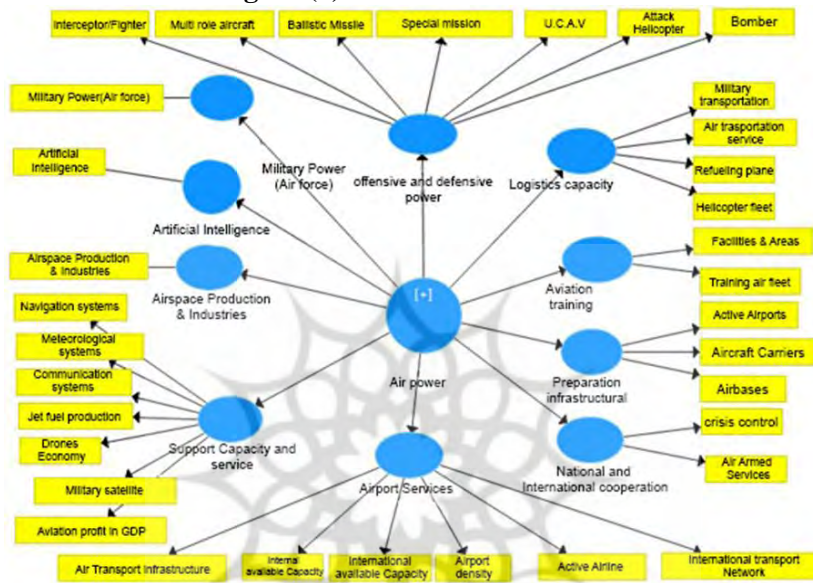 Interceptor/Fighter
Multi role aircraft
Ballistic Missile
Special mission
U.C.A.V
Attack
Helicopter
Bomber
Military Power(Air force)
Military
transportation
Air trasportation
service
Refueling plane
Helicopter fleet
Military Power
(Air force)
offensive and defensive
power
Logistics capacity
Artificial
Intelligence
Artificial Intelligence
Airspace Production
& Industries
Airspace Production
& Industries
Facilities & Areas
Training air fleet
Aviation
training
[+]
Air power
Navigation systems
Meteorological
systems
Communication
systems
Jet fuel production
Drones
Economy
Military satellite
Aviation profit in GDP
Support Capacity and
service
Active Airports
Aircraft Carriers
Airbases
Preparation
infrastructural
crisis control
Air Armed
Services
National and
International cooperation
Airport Services
Air Transport Infrastructure
Internal
available Capacity
International
available Capacity
Airport
density
Active Airline
International transport
Network